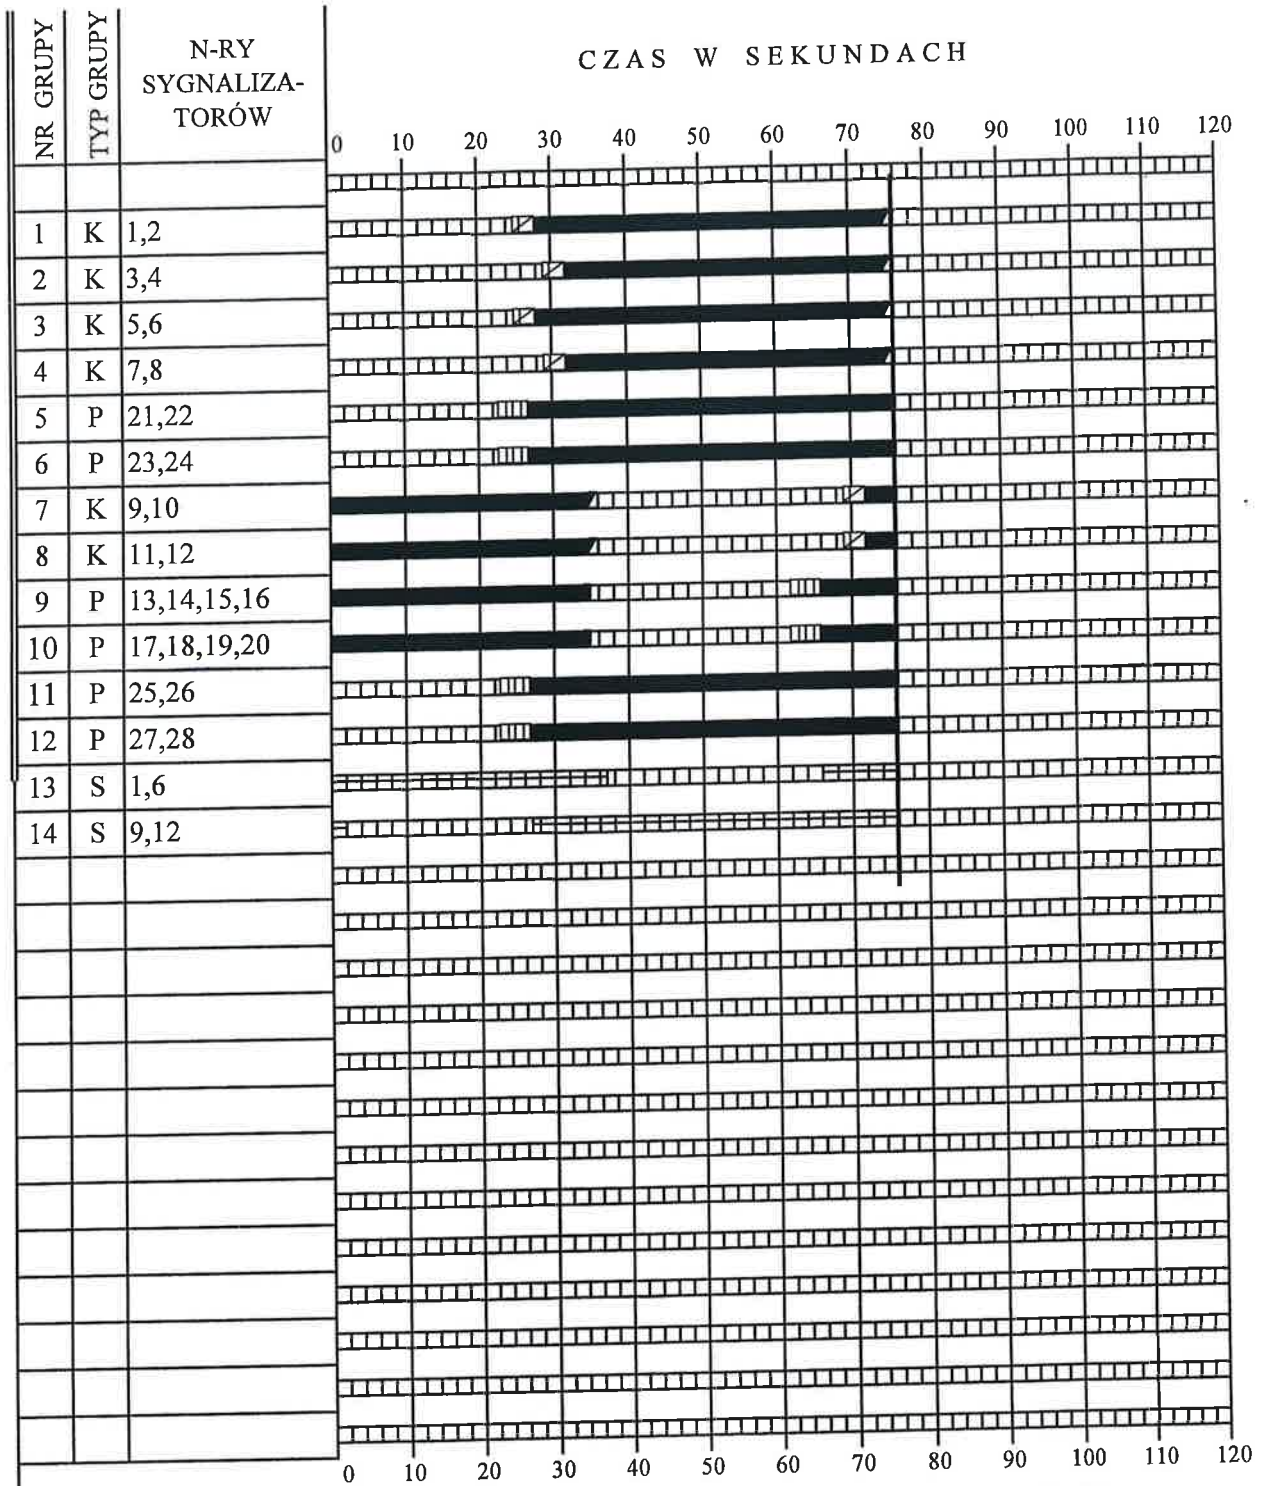 NR GRUPY
TYP GRUPY
N-RY
SYGNALIZA-
TORÓW
CZAS W SEKUNDACH
0 10 20 30 40 50 60 70 80 90 100 110 120
1 K 1,2
2 K 3,4
3 K 5,6
4 K 7,8
5 P 21,22
6 P 23,24
7 K 9,10
8 K 11,12
9 P 13,14,15,16
10 P 17,18,19,20
11 P 25,26
12 P 27,28
13 S 1,6
14 S 9,12
0 10 20 30 40 50 60 70 80 90 100 110 120